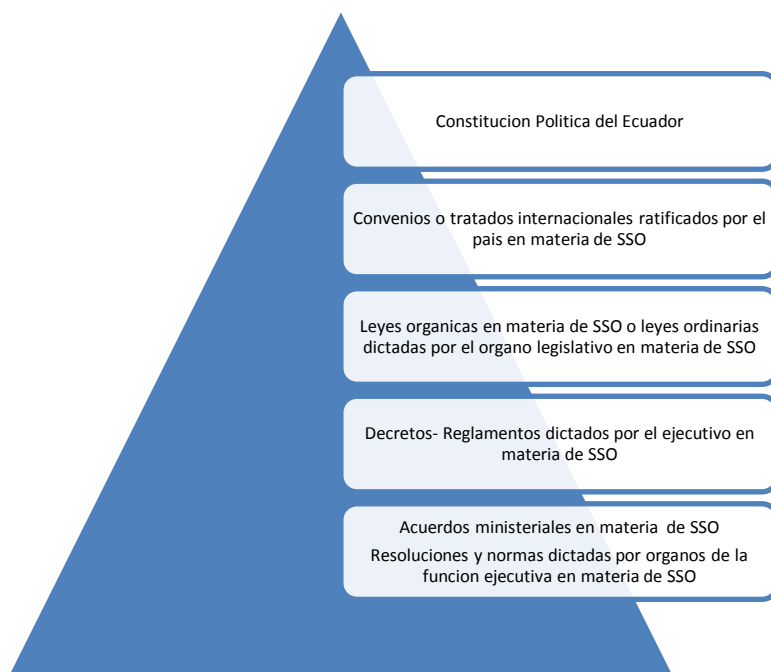 Constitucion Politica del Ecuador
Convenios o tratados internacionales ratificados por el
pais en materia de SSO
Leyes organicas en materia de SSO o leyes ordinarias
dictadas por el organo legislativo en materia de SSO
Decretos- Reglamentos dictados por el ejecutivo en
materia de SSO
Acuerdos ministeriales en materia de SSO
Resoluciones y normas dictadas por organos de la
funcion ejecutiva en materia de SSO